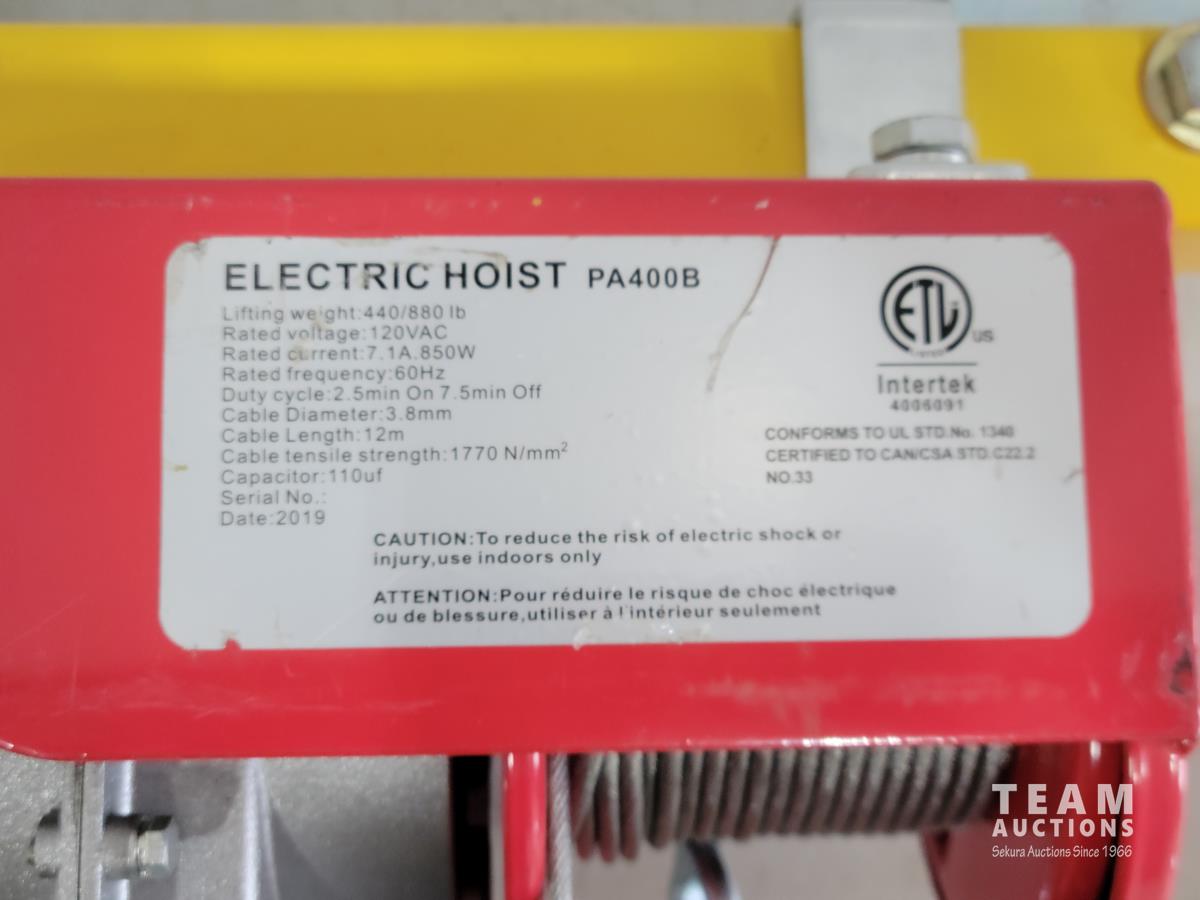 ELECTRIC HOIST PA400B
Lifting weight:440/880 lb
Rated voltage:120VAC
Rated current:7.1A.850W
Rated frequency:60Hz
Duty cycle:2.5min On 7.5min Off
Cable Diameter:3.8mm
Cable Length:12m
Cable tensile strength:1770 N/mm²
Capacitor:110uf
Serial No.:
Date:2019
ETL
LISTED
US
Intertek
4006091
CONFORMS TO UL STD.No. 1340
CERTIFIED TO CAN/CSA STD.C22.2
NO.33
CAUTION:To reduce the risk of electric shock or
injury,use indoors only
ATTENTION:Pour réduire le risque de choc électrique
ou de blessure,utiliser à l'intérieur seulement
TEAM
AUCTIONS
Sekura Auctions Since 1966